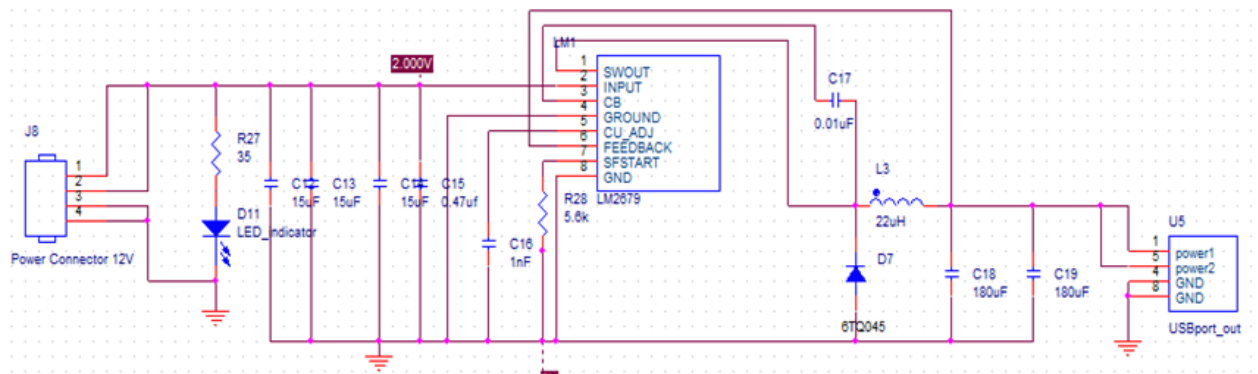 J8
1
2
3
4
Power Connector 12V
R27
35
D11
LED_indicator
15uF
C13
15uF
15uF
C15
0.47uf
2.000V
LM1
1
2
3
4
5
6
7
8
SWOUT
INPUT
CB
GROUND
CU_ADJ
FEEDBACK
SFSTART
GND
LM2679
C16
1nF
R28
5.6k
C17
0.01uF
L3
22uH
D7
6TQ045
C18
180uF
C19
180uF
U5
1
5
4
8
power1
power2
GND
GND
USBport_out